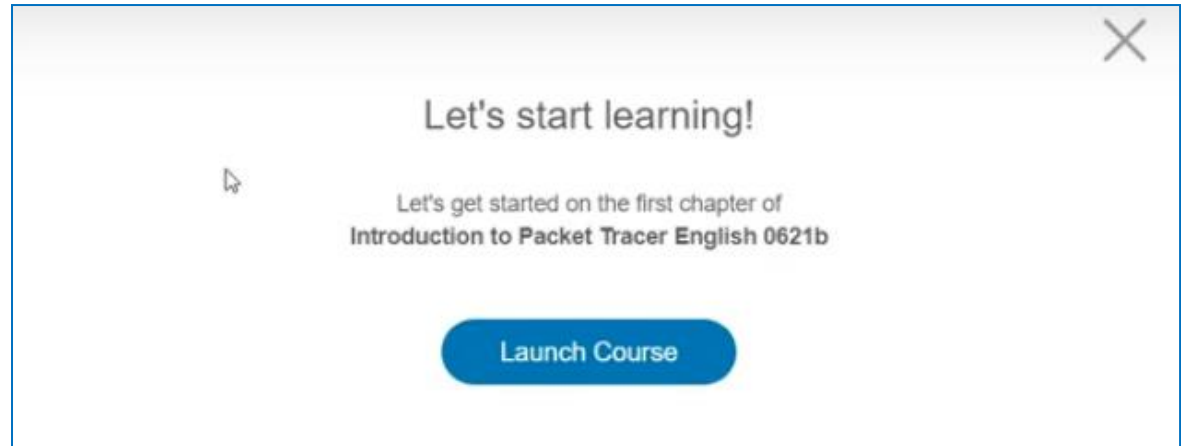 Let's start learning!
Let's get started on the first chapter of
Introduction to Packet Tracer English 0621b
Launch Course